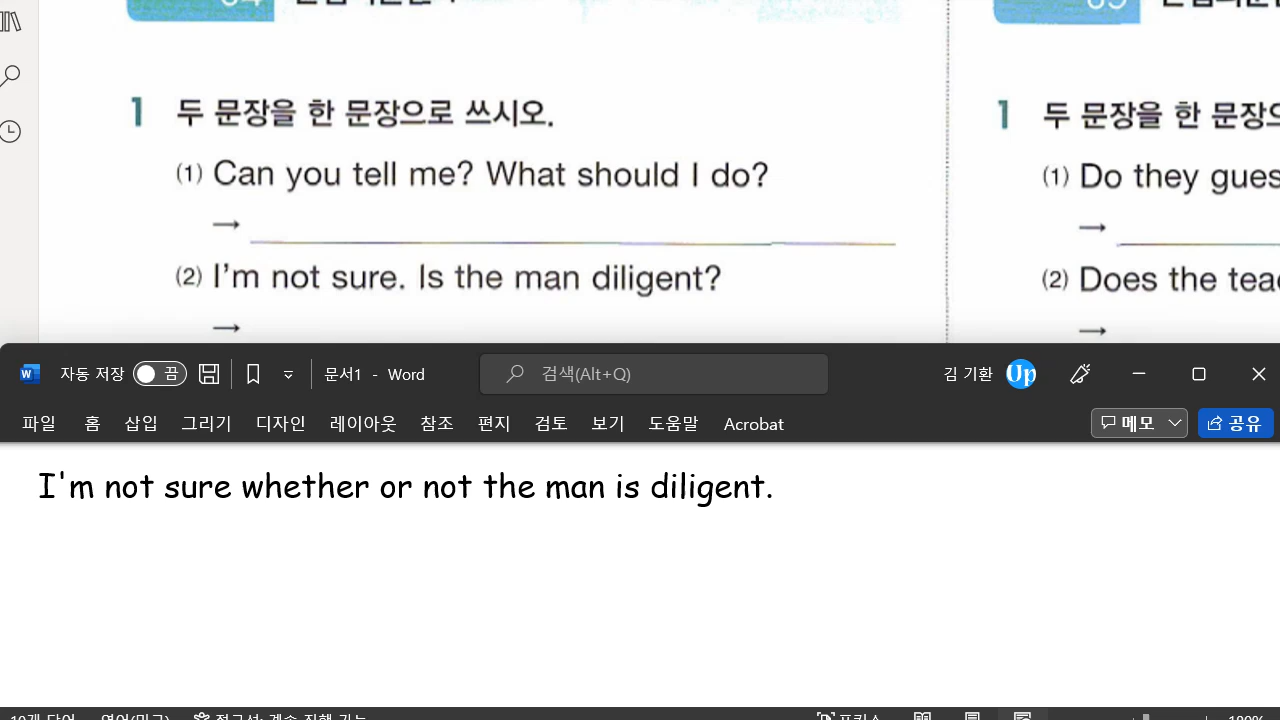 1 두 문장을 한 문장으로 쓰시오.
(1) Can you tell me? What should I do?
→
(2) I'm not sure. Is the man diligent?
→
1 두 문장을 한 문장으
(1) Do they gues
→
(2) Does the tea
→
자동 저장 끔 문서1 - Word 검색(Alt+Q) 김 기환 Up
파일 홈 삽입 그리기 디자인 레이아웃 참조 편지 검토 보기 도움말 Acrobat 메모 공유
I'm not sure whether or not the man is diligent.